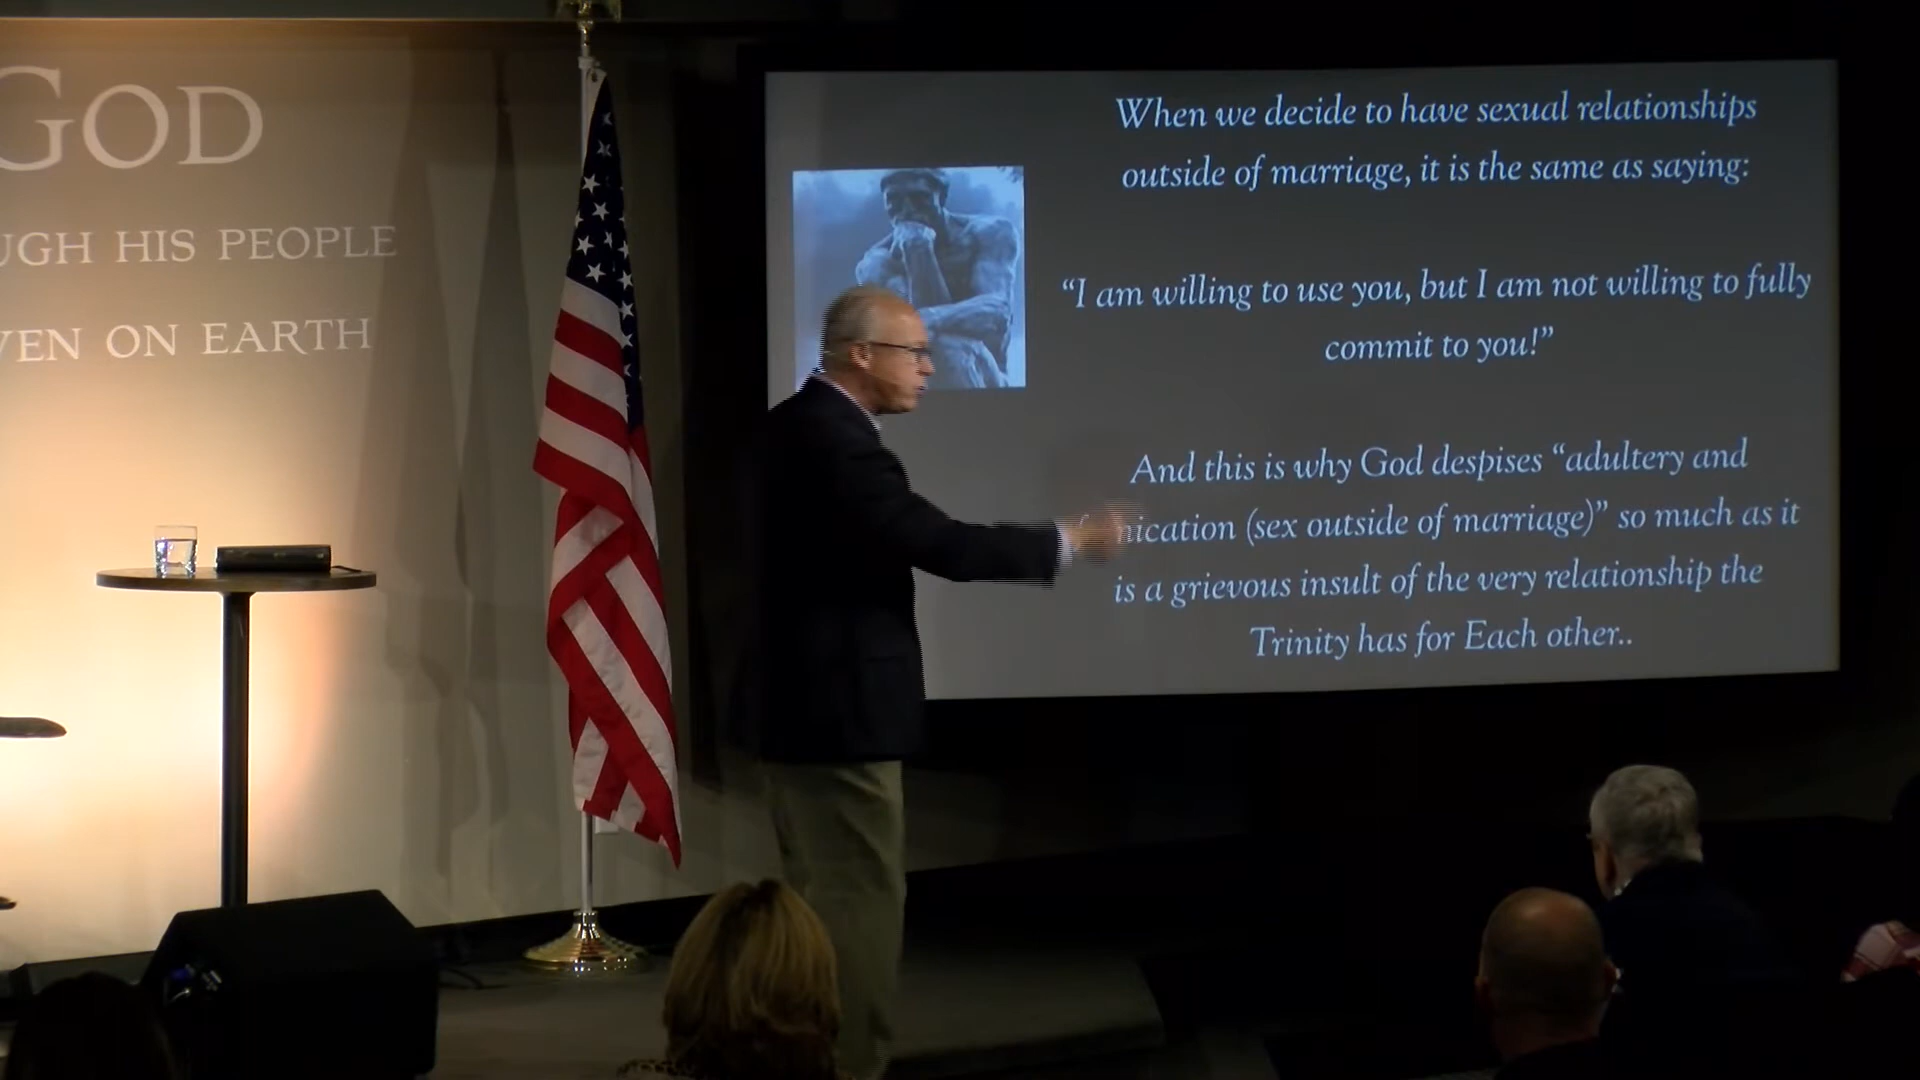 GOD
UGH HIS PEOPLE
VEN ON EARTH
When we decide to have sexual relationships
outside of marriage, it is the same as saying:
“I am willing to use you, but I am not willing to fully
commit to you!”
And this is why God despises “adultery and
nication (sex outside of marriage)” so much as it
is a grievous insult of the very relationship the
Trinity has for Each other..